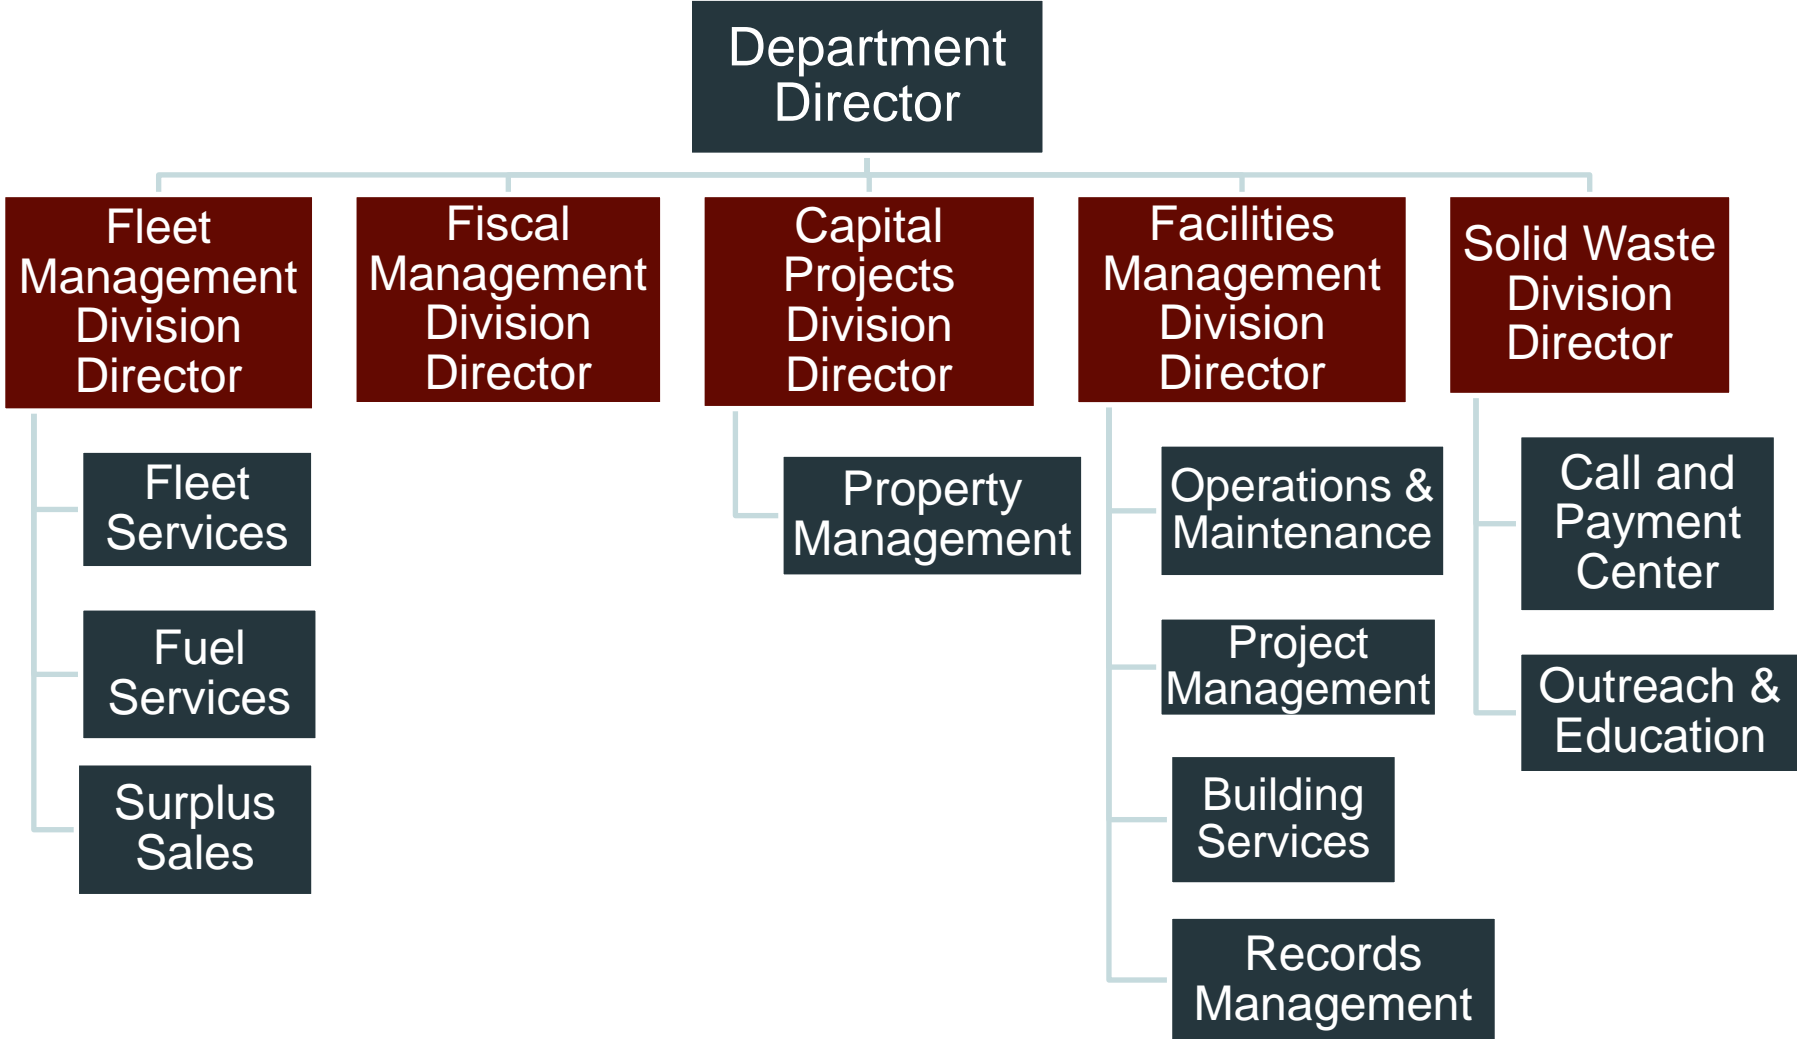 Department
Director
Fleet
Management
Division
Director
Fiscal
Management
Division
Director
Capital
Projects
Division
Director
Facilities
Management
Division
Director
Solid Waste
Division
Director
Fleet
Services
Fuel
Services
Surplus
Sales
Property
Management
Operations &
Maintenance
Project
Management
Building
Services
Records
Management
Call and
Payment
Center
Outreach &
Education